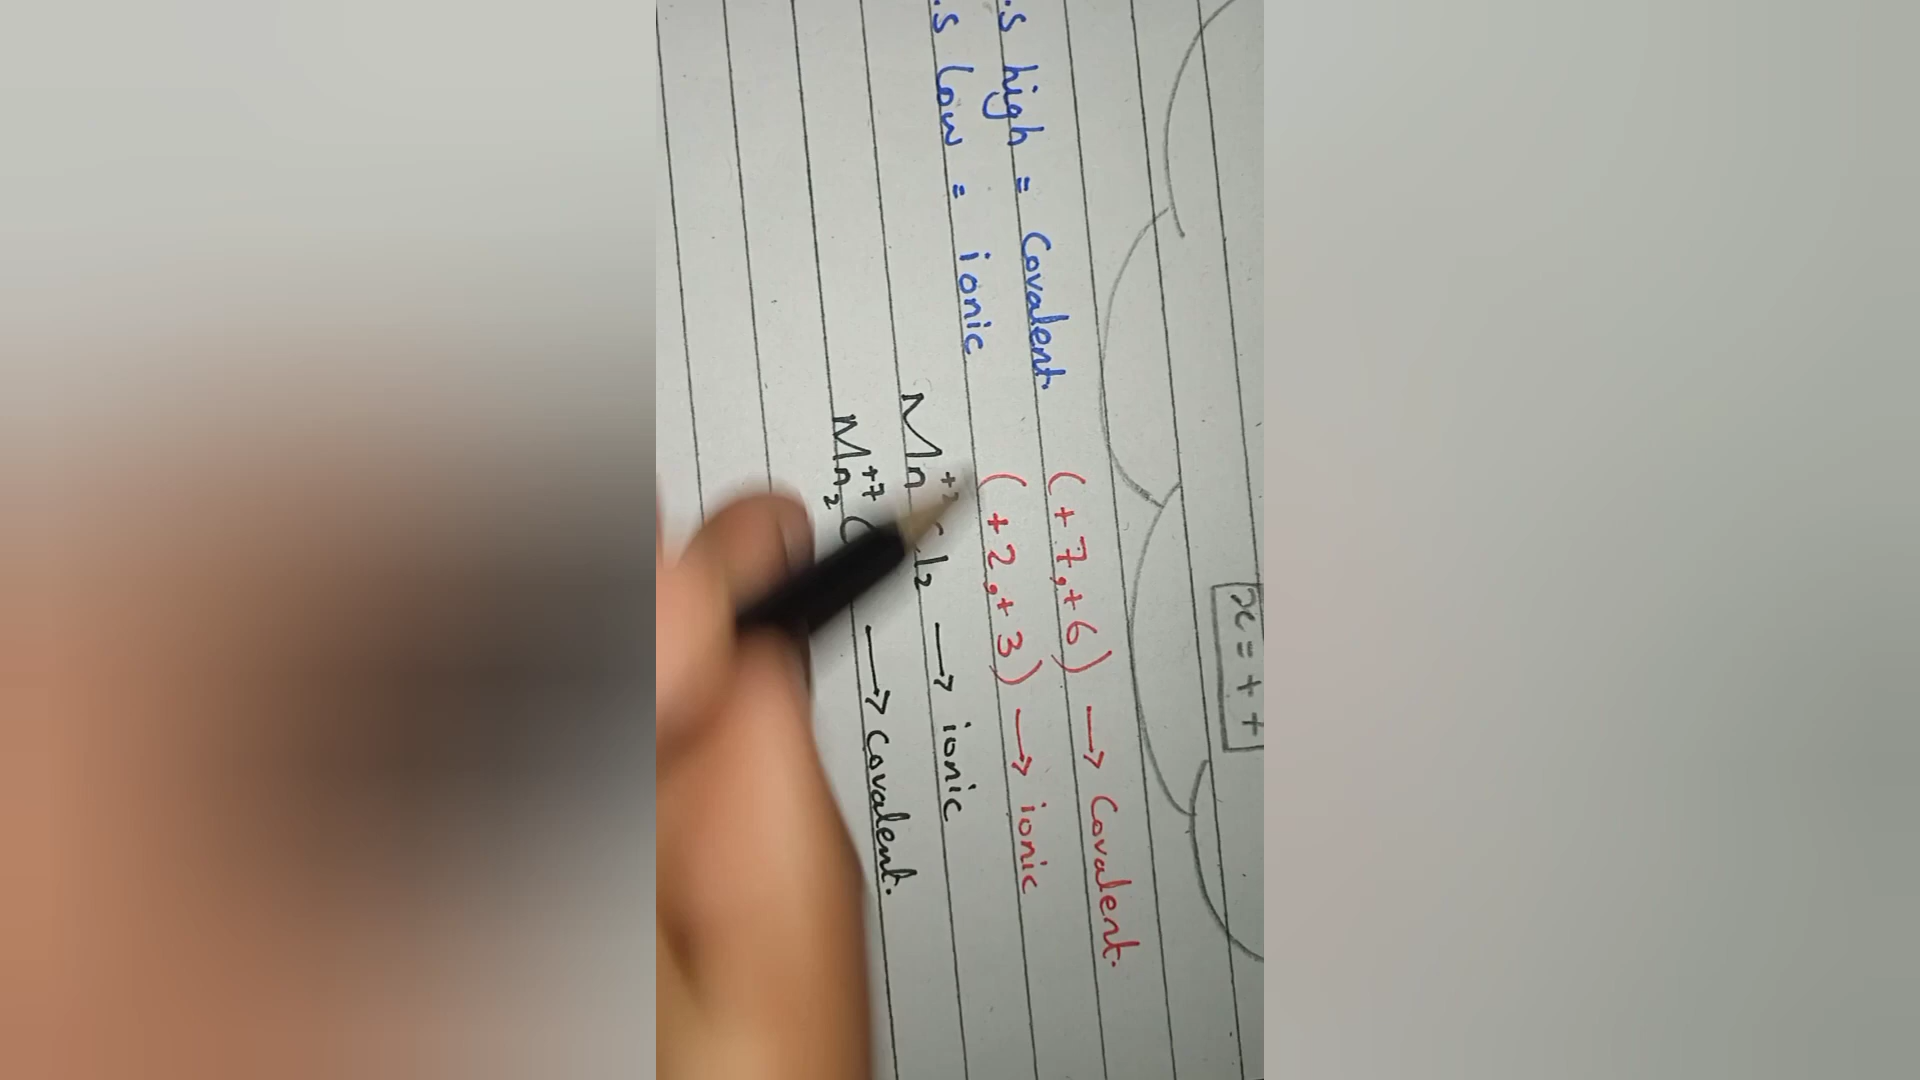 x = + +
.S high = Covalent. (+7,+6) → Covalent.
.S low = ionic (+2,+3) → ionic
Mn⁺² Cl₂ → ionic
Mn₂⁺⁷ → Covalent.